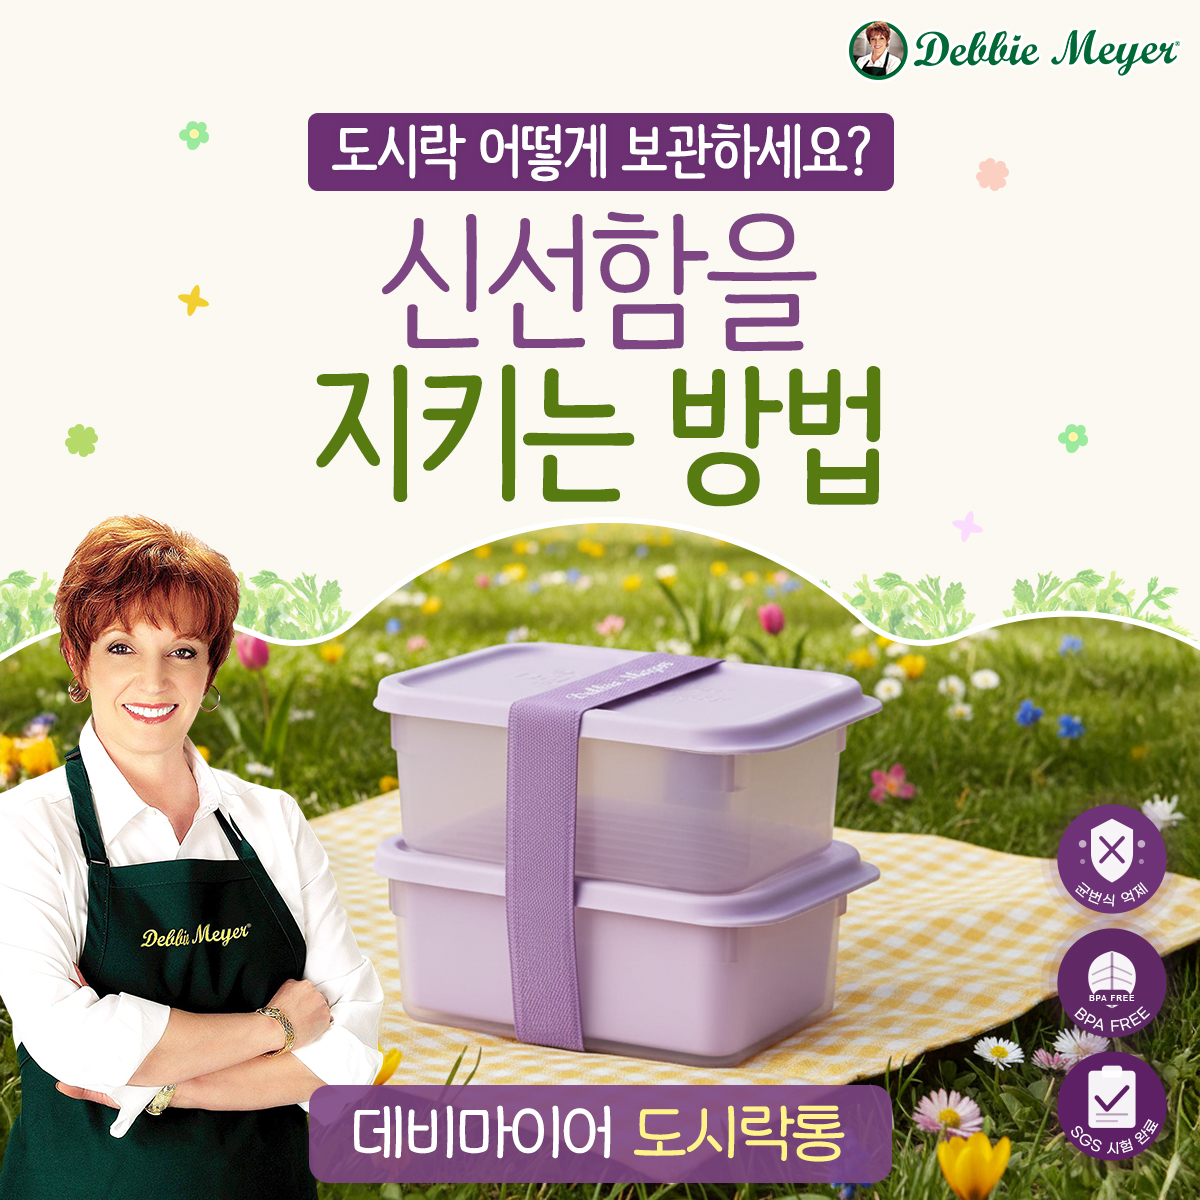 Debbie Meyer®
도시락 어떻게 보관하세요?
신선함을
지키는 방법
Debbie Meyer®
균번식 억제
BPA FREE
BPA FREE
SGS 시험 완료
데비마이어 도시락통